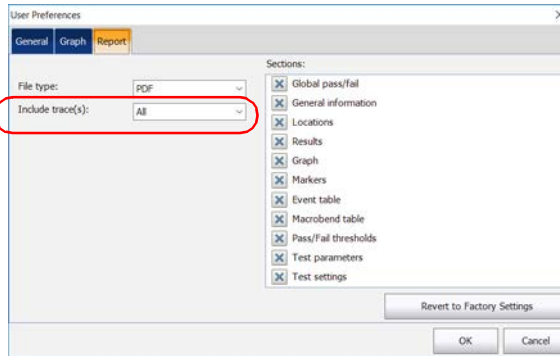 User Preferences
General Graph Report
Sections:
File type: PDF
Include trace(s): All
Global pass/fail
General information
Locations
Results
Graph
Markers
Event table
Macrobend table
Pass/Fail thresholds
Test parameters
Test settings
Revert to Factory Settings
OK Cancel